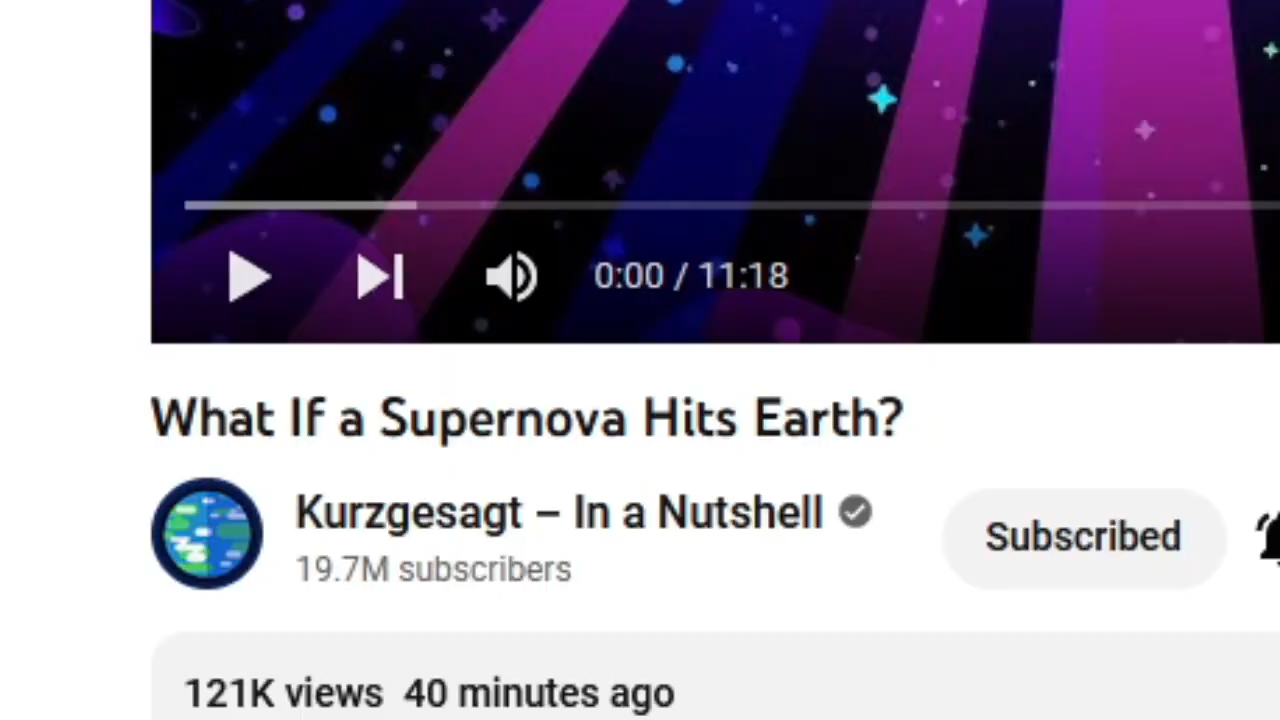 0:00 / 11:18
What If a Supernova Hits Earth?
Kurzgesagt – In a Nutshell
Subscribed
19.7M subscribers
121K views 40 minutes ago